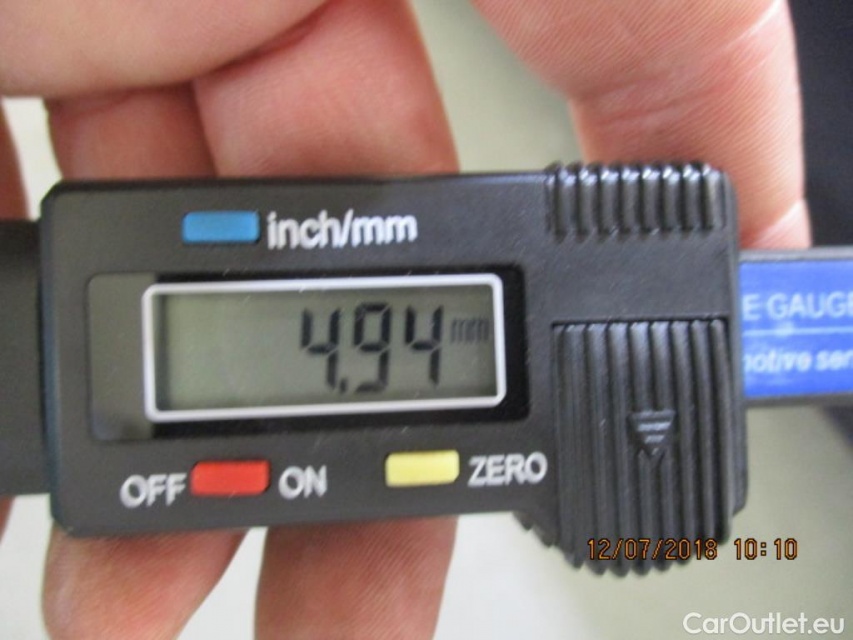 inch/mm
4.94 mm
OFF ON ZERO
E GAUGE
12/07/2018 10:10
CarOutlet.eu